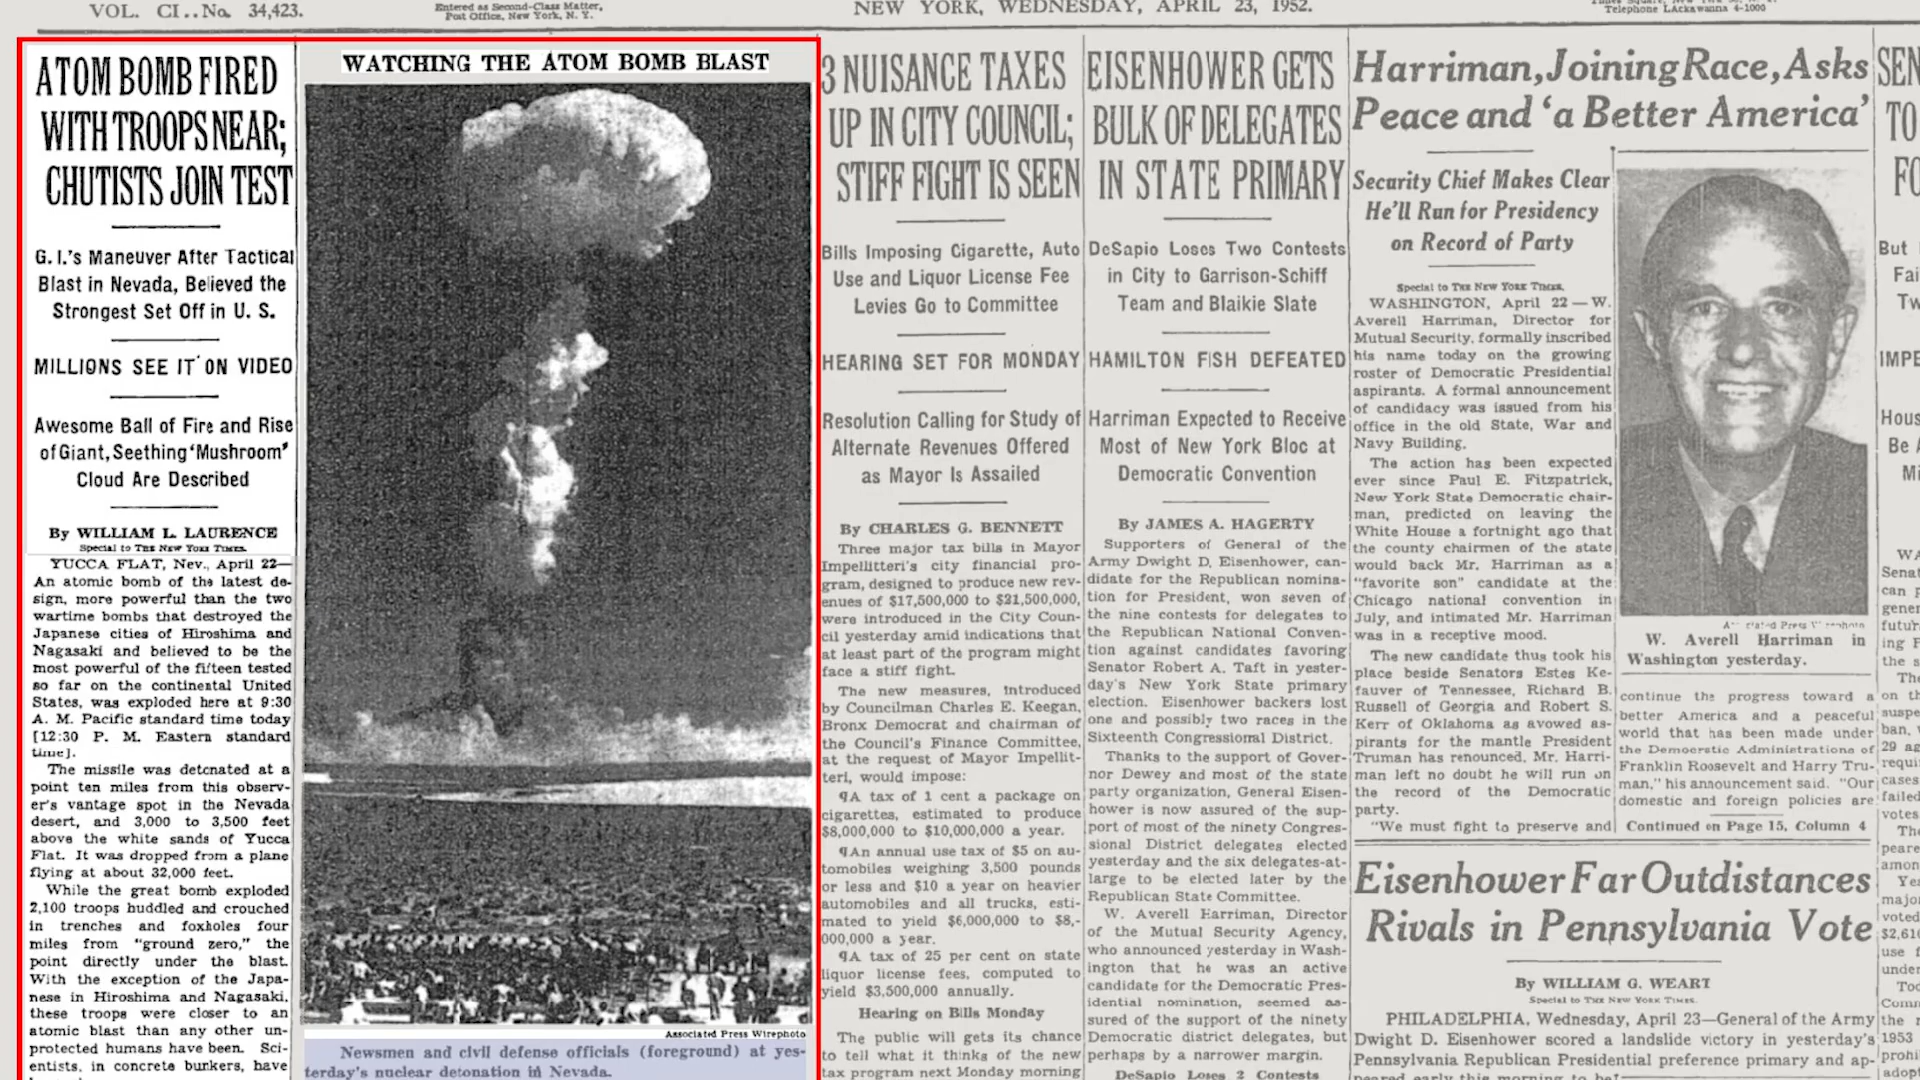 VOL. CI.. No. 34,423.
Entered as Second-Class Matter,
Post Office, New York, N. Y.
NEW YORK, WEDNESDAY, APRIL 23, 1952.
Telephone LAckawanna 4-1000
ATOM BOMB FIRED
WITH TROOPS NEAR;
CHUTISTS JOIN TEST
G. I.'s Maneuver After Tactical
Blast in Nevada, Believed the
Strongest Set Off in U. S.
MILLIONS SEE IT ON VIDEO
Awesome Ball of Fire and Rise
of Giant, Seething 'Mushroom'
Cloud Are Described
By WILLIAM L. LAURENCE
Special to THE NEW YORK TIMES.
YUCCA FLAT, Nev., April 22—
An atomic bomb of the latest de-
sign, more powerful than the two
wartime bombs that destroyed the
Japanese cities of Hiroshima and
Nagasaki and believed to be the
most powerful of the fifteen tested
so far on the continental United
States, was exploded here at 9:30
A. M. Pacific standard time today
[12:30 P. M. Eastern standard
time].
The missile was detonated at a
point ten miles from this observ-
er's vantage spot in the Nevada
desert, and 3,000 to 3,500 feet
above the white sands of Yucca
Flat. It was dropped from a plane
flying at about 32,000 feet.
While the great bomb exploded
2,100 troops huddled and crouched
in trenches and foxholes four
miles from "ground zero," the
point directly under the blast.
With the exception of the Japa-
nese in Hiroshima and Nagasaki,
these troops were closer to an
atomic blast than any other un-
protected humans have been. Sci-
entists, in concrete bunkers, have
WATCHING THE ATOM BOMB BLAST
Associated Press Wirephoto
Newsmen and civil defense officials (foreground) at yes-
terday's nuclear detonation in Nevada.
3 NUISANCE TAXES
UP IN CITY COUNCIL;
STIFF FIGHT IS SEEN
Bills Imposing Cigarette, Auto
Use and Liquor License Fee
Levies Go to Committee
HEARING SET FOR MONDAY
Resolution Calling for Study of
Alternate Revenues Offered
as Mayor Is Assailed
By CHARLES G. BENNETT
Three major tax bills in Mayor
Impellitteri's city financial pro-
gram, designed to produce new rev-
enues of $17,500,000 to $21,500,000,
were introduced in the City Coun-
cil yesterday amid indications that
at least part of the program might
face a stiff fight.
The new measures, introduced
by Councilman Charles E. Keegan,
Bronx Democrat and chairman of
the Council's Finance Committee,
at the request of Mayor Impellit-
teri, would impose:
¶A tax of 1 cent a package on
cigarettes, estimated to produce
$8,000,000 to $10,000,000 a year.
¶An annual use tax of $5 on au-
tomobiles weighing 3,500 pounds
or less and $10 a year on heavier
automobiles and all trucks, esti-
mated to yield $6,000,000 to $8,-
000,000 a year.
¶A tax of 25 per cent on state
liquor license fees, computed to
yield $3,500,000 annually.
Hearing on Bills Monday
The public will gets its chance
to tell what it thinks of the new
tax program next Monday morning
EISENHOWER GETS
BULK OF DELEGATES
IN STATE PRIMARY
DeSapio Loses Two Contests
in City to Garrison-Schiff
Team and Blaikie Slate
HAMILTON FISH DEFEATED
Harriman Expected to Receive
Most of New York Bloc at
Democratic Convention
By JAMES A. HAGERTY
Supporters of General of the
Army Dwight D. Eisenhower, can-
didate for the Republican nomina-
tion for President, won seven of
the nine contests for delegates to
the Republican National Conven-
tion against candidates favoring
Senator Robert A. Taft in yester-
day's New York State primary
election. Eisenhower backers lost
one and possibly two races in the
Sixteenth Congressional District.
Thanks to the support of Gover-
nor Dewey and most of the state
party organization, General Eisen-
hower is now assured of the sup-
port of most of the ninety Congres-
sional District delegates elected
yesterday and the six delegates-at-
large to be elected later by the
Republican State Committee.
W. Averell Harriman, Director
of the Mutual Security Agency,
who announced yesterday in Wash-
ington that he was an active
candidate for the Democratic Pres-
idential nomination, seemed as-
sured of the support of the ninety
Democratic district delegates, but
perhaps by a narrower margin.
DeSapio Loses 2 Contests
Harriman, Joining Race, Asks
Peace and 'a Better America'
Security Chief Makes Clear
He'll Run for Presidency
on Record of Party
Special to THE NEW YORK TIMES.
WASHINGTON, April 22—W.
Averell Harriman, Director for
Mutual Security, formally inscribed
his name today on the growing
roster of Democratic Presidential
aspirants. A formal announcement
of candidacy was issued from his
office in the old State, War and
Navy Building.
The action has been expected
ever since Paul E. Fitzpatrick,
New York State Democratic chair-
man, predicted on leaving the
White House a fortnight ago that
the county chairmen of the state
would back Mr. Harriman as a
"favorite son" candidate at the
Chicago national convention in
July, and intimated Mr. Harriman
was in a receptive mood.
The new candidate thus took his
place beside Senators Estes Ke-
fauver of Tennessee, Richard B.
Russell of Georgia and Robert S.
Kerr of Oklahoma as avowed as-
pirants for the mantle President
Truman has renounced. Mr. Harri-
man left no doubt he will run on
the record of the Democratic
party.
"We must fight to preserve and
W. Averell Harriman in
Washington yesterday.
continue the progress toward a
better America and a peaceful
world that has been made under
the Democratic Administrations of
Franklin Roosevelt and Harry Tru-
man," his announcement said. "Our
domestic and foreign policies are
Continued on Page 15, Column 4
Eisenhower Far Outdistances
Rivals in Pennsylvania Vote
By WILLIAM G. WEART
Special to THE NEW YORK TIMES.
PHILADELPHIA, Wednesday, April 23—General of the Army
Dwight D. Eisenhower scored a landslide victory in yesterday's
Pennsylvania Republican Presidential preference primary and ap-
SEN
TO
FO
But
Fai
Tw
IMPE
Hous
Be
Mi